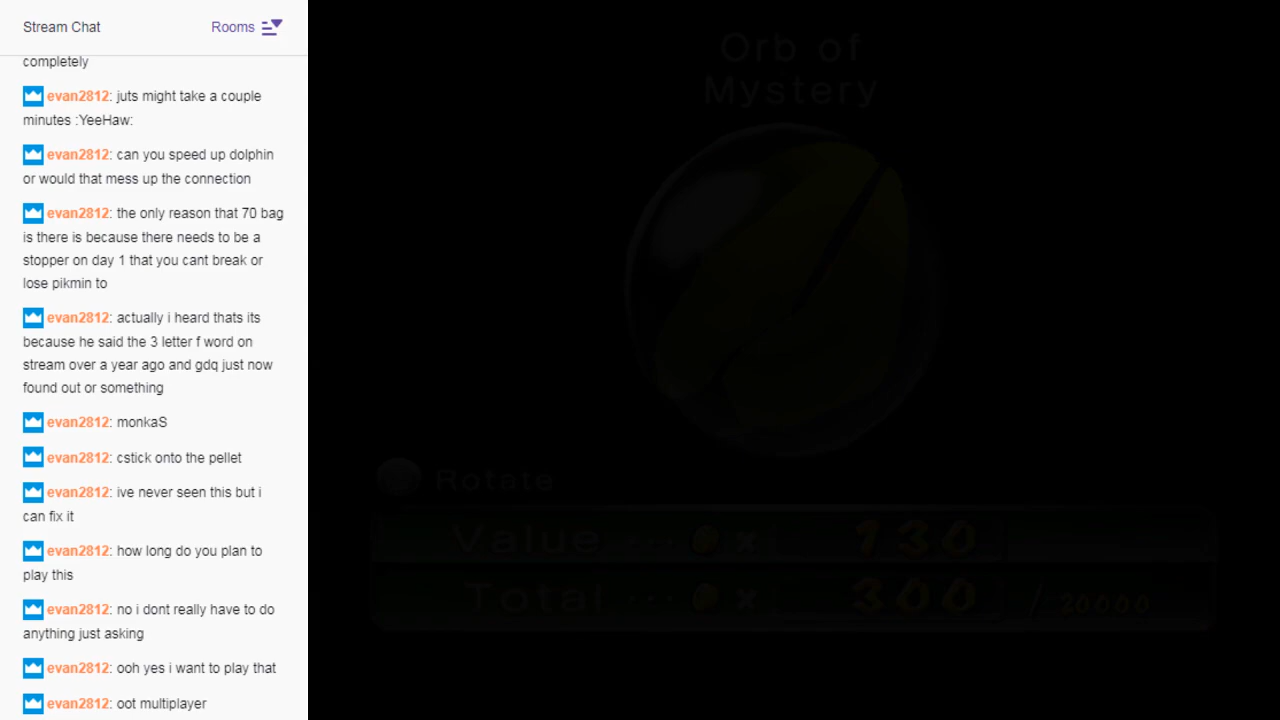 Stream Chat
Rooms
completely
evan2812: juts might take a couple
minutes :YeeHaw:
evan2812: can you speed up dolphin
or would that mess up the connection
evan2812: the only reason that 70 bag
is there is because there needs to be a
stopper on day 1 that you cant break or
lose pikmin to
evan2812: actually i heard thats its
because he said the 3 letter f word on
stream over a year ago and gdq just now
found out or something
evan2812: monkaS
evan2812: cstick onto the pellet
evan2812: ive never seen this but i
can fix it
evan2812: how long do you plan to
play this
evan2812: no i dont really have to do
anything just asking
evan2812: ooh yes i want to play that
evan2812: oot multiplayer
Orb of
Mystery
Rotate
Value ··· x 130
Total ··· x 300 / 20000